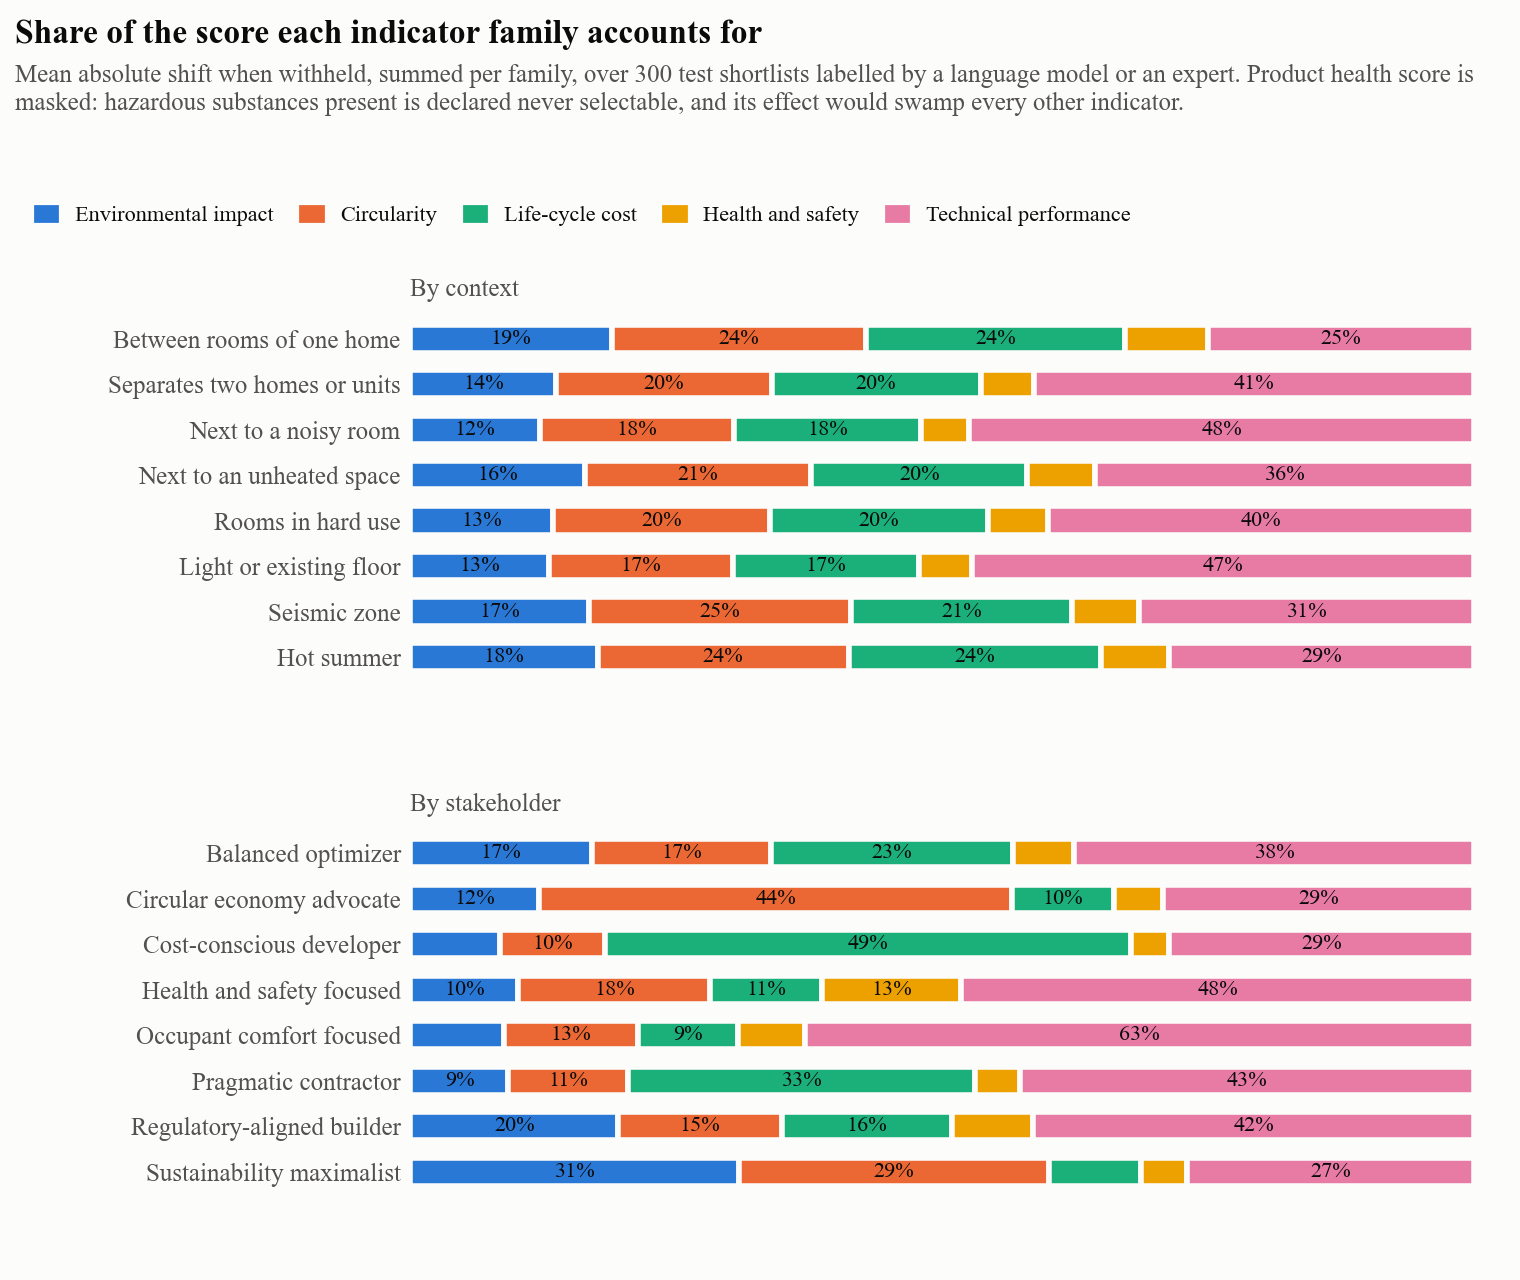 Share of the score each indicator family accounts for
Mean absolute shift when withheld, summed per family, over 300 test shortlists labelled by a language model or an expert. Product health score is
masked: hazardous substances present is declared never selectable, and its effect would swamp every other indicator.
Environmental impact Circularity Life-cycle cost Health and safety Technical performance
By context
Between rooms of one home 19% 24% 24% 25%
Separates two homes or units 14% 20% 20% 41%
Next to a noisy room 12% 18% 18% 48%
Next to an unheated space 16% 21% 20% 36%
Rooms in hard use 13% 20% 20% 40%
Light or existing floor 13% 17% 17% 47%
Seismic zone 17% 25% 21% 31%
Hot summer 18% 24% 24% 29%
By stakeholder
Balanced optimizer 17% 17% 23% 38%
Circular economy advocate 12% 44% 10% 29%
Cost-conscious developer 10% 49% 29%
Health and safety focused 10% 18% 11% 13% 48%
Occupant comfort focused 13% 9% 63%
Pragmatic contractor 9% 11% 33% 43%
Regulatory-aligned builder 20% 15% 16% 42%
Sustainability maximalist 31% 29% 27%